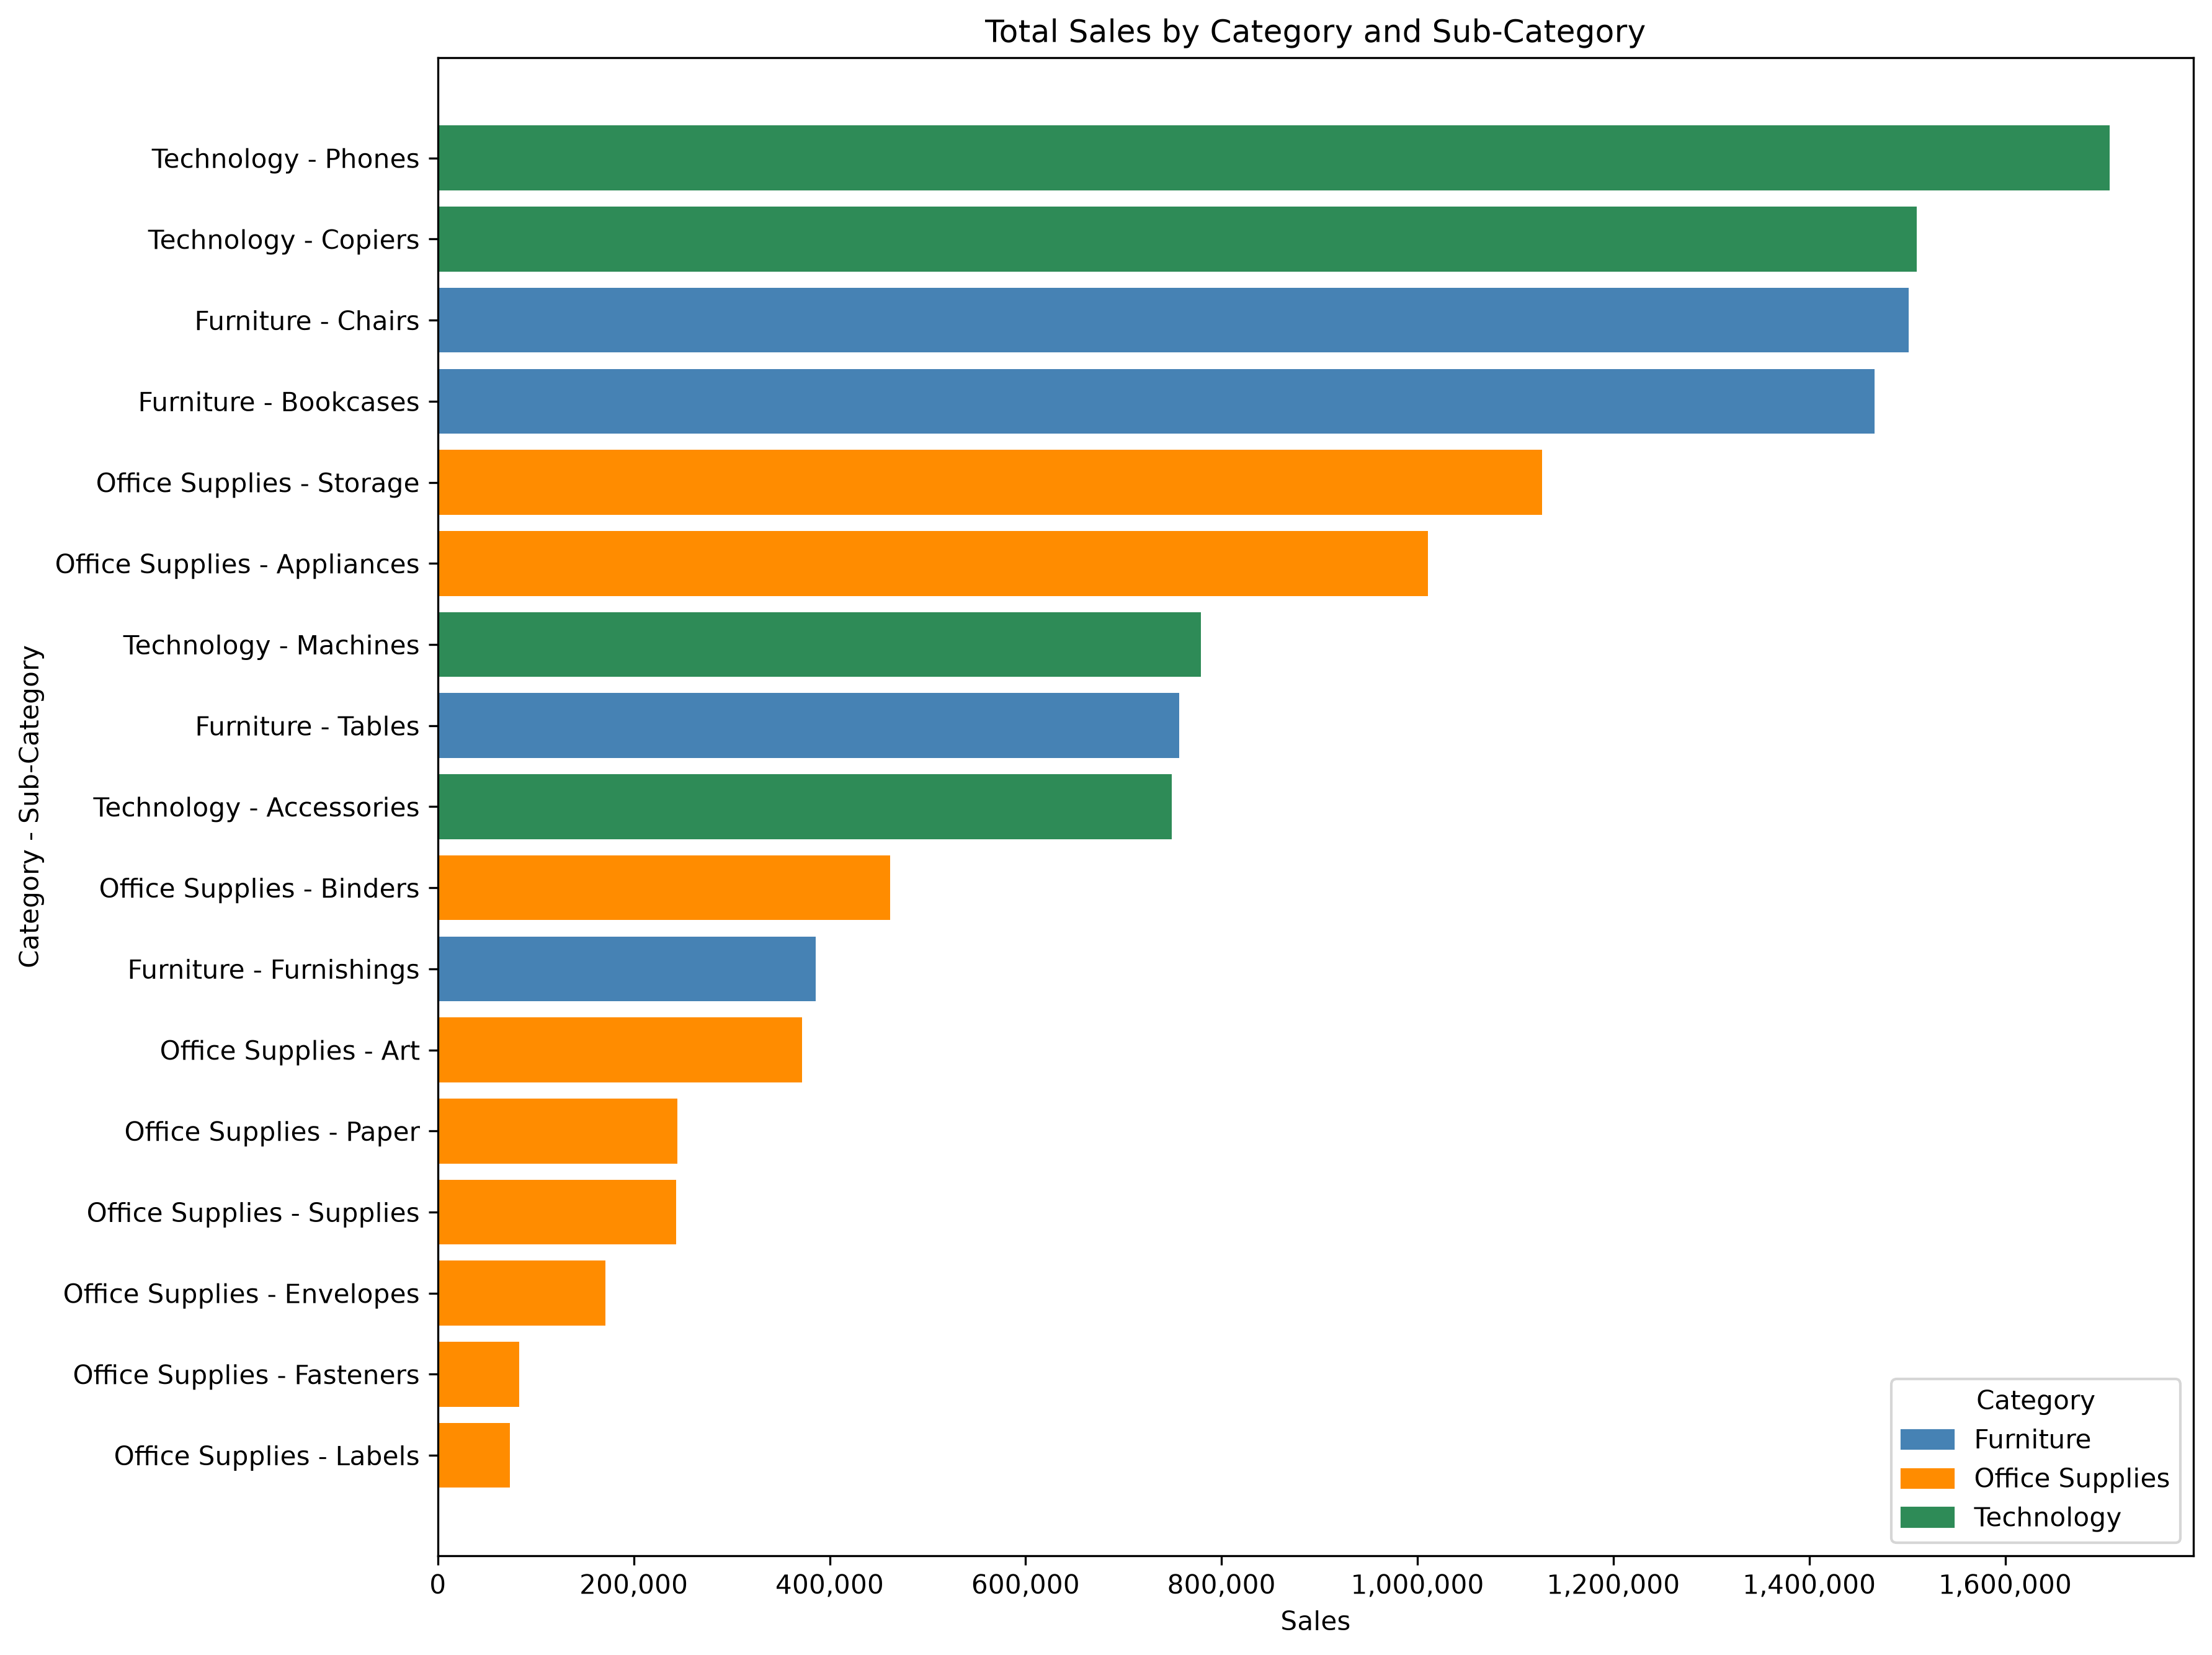 Total Sales by Category and Sub-Category
Category - Sub-Category
Technology - Phones
Technology - Copiers
Furniture - Chairs
Furniture - Bookcases
Office Supplies - Storage
Office Supplies - Appliances
Technology - Machines
Furniture - Tables
Technology - Accessories
Office Supplies - Binders
Furniture - Furnishings
Office Supplies - Art
Office Supplies - Paper
Office Supplies - Supplies
Office Supplies - Envelopes
Office Supplies - Fasteners
Office Supplies - Labels
Category
Furniture
Office Supplies
Technology
0 200,000 400,000 600,000 800,000 1,000,000 1,200,000 1,400,000 1,600,000
Sales